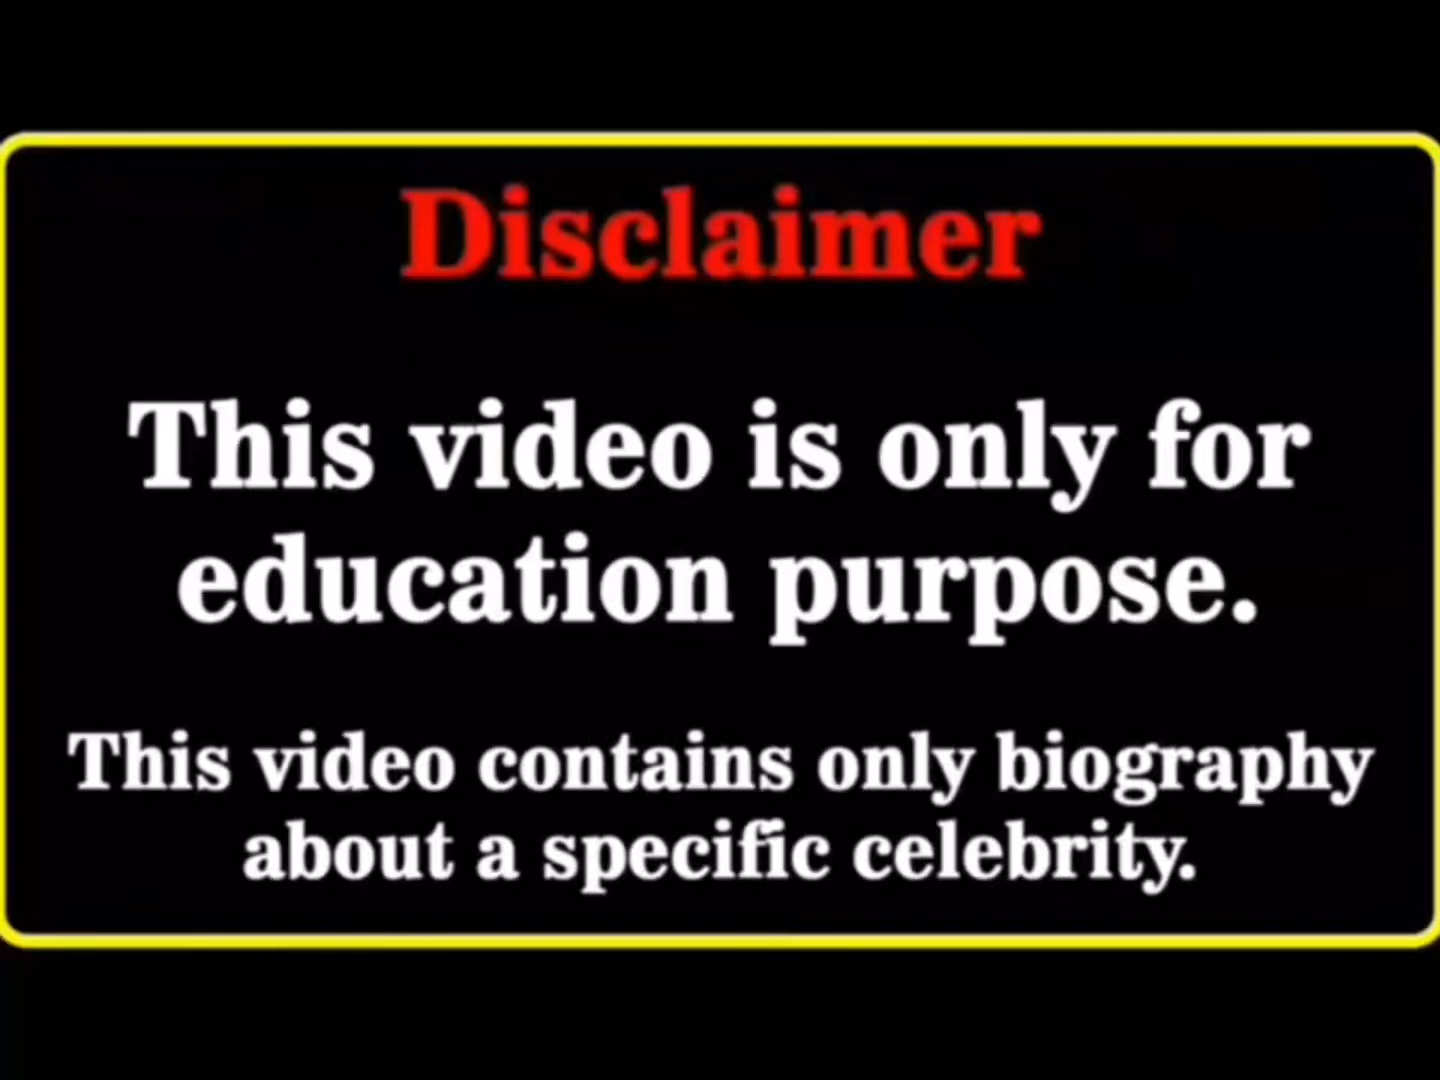 Disclaimer
This video is only for
education purpose.
This video contains only biography
about a specific celebrity.